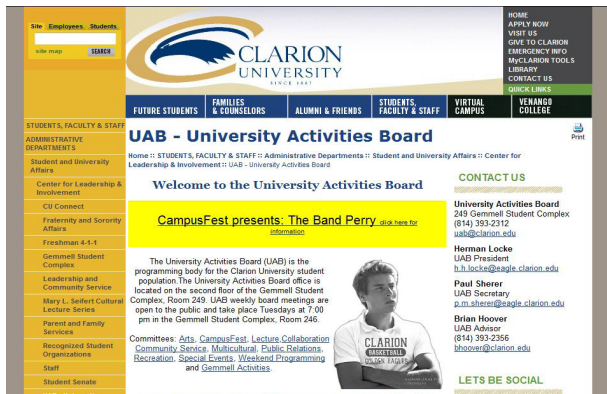 Site Employees Students
site map SEARCH
CLARION
UNIVERSITY
SINCE 1867
HOME
APPLY NOW
VISIT US
GIVE TO CLARION
EMERGENCY INFO
MyCLARION TOOLS
LIBRARY
CONTACT US
QUICK LINKS
FUTURE STUDENTS
FAMILIES
& COUNSELORS
ALUMNI & FRIENDS
STUDENTS,
FACULTY & STAFF
VIRTUAL
CAMPUS
VENANGO
COLLEGE
STUDENTS, FACULTY & STAFF
ADMINISTRATIVE
DEPARTMENTS
Student and University
Affairs
Center for Leadership &
Involvement
CU Connect
Fraternity and Sorority
Affairs
Freshman 4-1-1
Gemmell Student
Complex
Leadership and
Community Service
Mary L. Seifert Cultural
Lecture Series
Parent and Family
Services
Recognized Student
Organizations
Staff
Student Senate
UAB - University Activities Board
Print
Home :: STUDENTS, FACULTY & STAFF :: Administrative Departments :: Student and University Affairs :: Center for
Leadership & Involvement :: UAB - University Activities Board
Welcome to the University Activities Board
CampusFest presents: The Band Perry click here for
information
The University Activities Board (UAB) is the
programming body for the Clarion University student
population.The University Activities Board office is
located on the second floor of the Gemmell Student
Complex, Room 249. UAB weekly board meetings are
open to the public and take place Tuesdays at 7:00
pm in the Gemmell Student Complex, Room 246.
Committees: Arts, CampusFest, Lecture,Collaboration
Community Service, Multicultural, Public Relations,
Recreation, Special Events, Weekend Programming
and Gemmell Activities.
CLARION
BASKETBALL
GOLDEN EAGLES
CONTACT US
University Activities Board
249 Gemmell Student Complex
(814) 393-2312
uab@clarion.edu
Herman Locke
UAB President
h.h.locke@eagle.clarion.edu
Paul Sherer
UAB Secretary
p.m.sherer@eagle.clarion.edu
Brian Hoover
UAB Advisor
(814) 393-2356
bhoover@clarion.edu
LETS BE SOCIAL